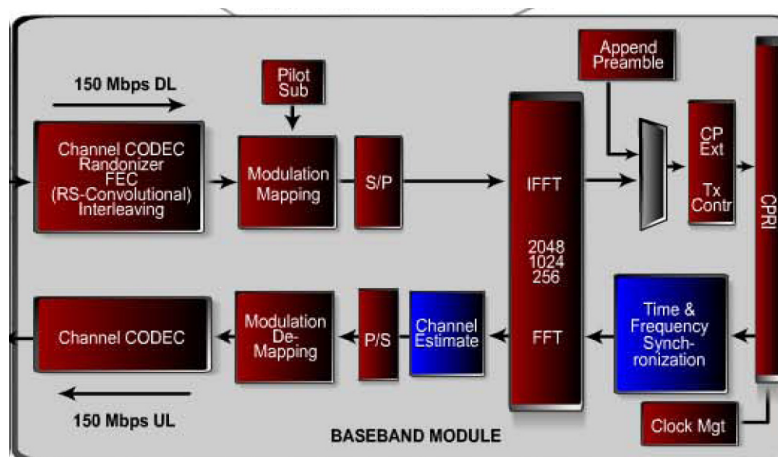 150 Mbps DL
Channel CODEC
Randomizer
FEC
(RS-Convolutional)
Interleaving
Pilot
Sub
Modulation
Mapping
S/P
IFFT
2048
1024
256
FFT
Append
Preamble
CP
Ext
Tx
Contr
CPRI
Channel CODEC
Modulation
De-
Mapping
P/S
Channel
Estimate
Time &
Frequency
Synch-
ronization
150 Mbps UL
BASEBAND MODULE
Clock Mgt